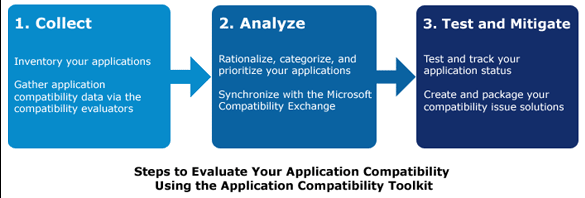 1. Collect
Inventory your applications
Gather application
compatibility data via the
compatibility evaluators
2. Analyze
Rationalize, categorize, and
prioritize your applications
Synchronize with the Microsoft
Compatibility Exchange
3. Test and Mitigate
Test and track your
application status
Create and package your
compatibility issue solutions
Steps to Evaluate Your Application Compatibility
Using the Application Compatibility Toolkit